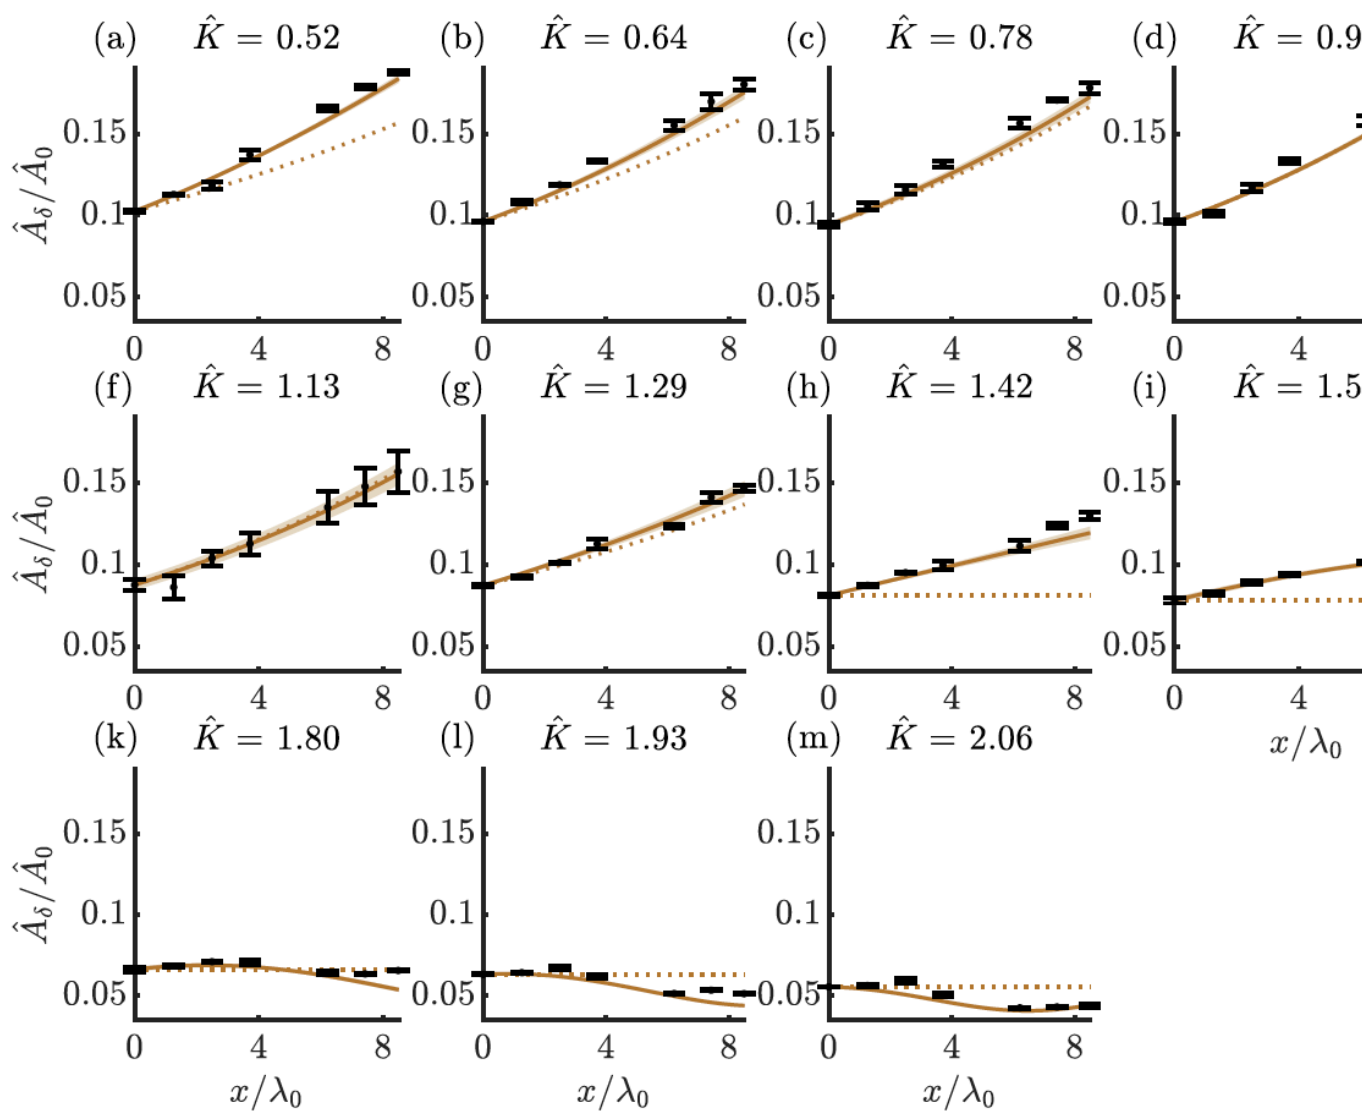 (a) K̂ = 0.52 (b) K̂ = 0.64 (c) K̂ = 0.78 (d) K̂ = 0.9
0.15 0.15 0.15 0.15
0.1 0.1 0.1 0.1
0.05 0.05 0.05 0.05
Â_δ/Â_0
0 4 8 0 4 8 0 4 8 0 4
(f) K̂ = 1.13 (g) K̂ = 1.29 (h) K̂ = 1.42 (i) K̂ = 1.5
0.15 0.15 0.15 0.15
0.1 0.1 0.1 0.1
0.05 0.05 0.05 0.05
Â_δ/Â_0
0 4 8 0 4 8 0 4 8 0 4
(k) K̂ = 1.80 (l) K̂ = 1.93 (m) K̂ = 2.06 x/λ_0
0.15 0.15 0.15
0.1 0.1 0.1
0.05 0.05 0.05
Â_δ/Â_0
0 4 8 0 4 8 0 4 8
x/λ_0 x/λ_0 x/λ_0